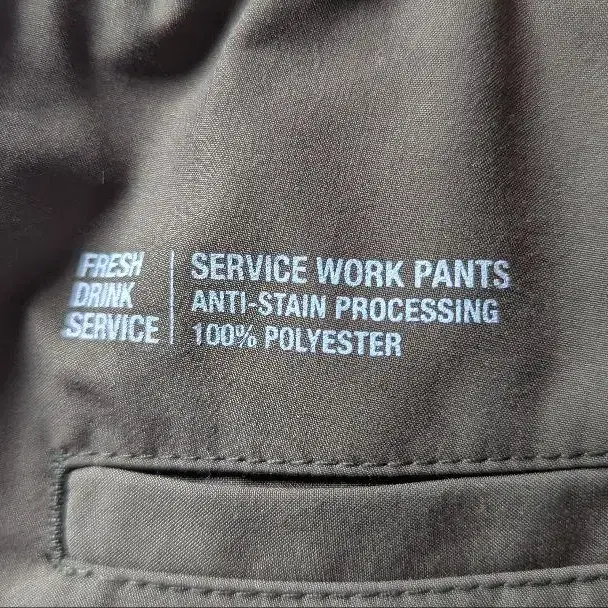 FRESH
DRINK
SERVICE
SERVICE WORK PANTS
ANTI-STAIN PROCESSING
100% POLYESTER